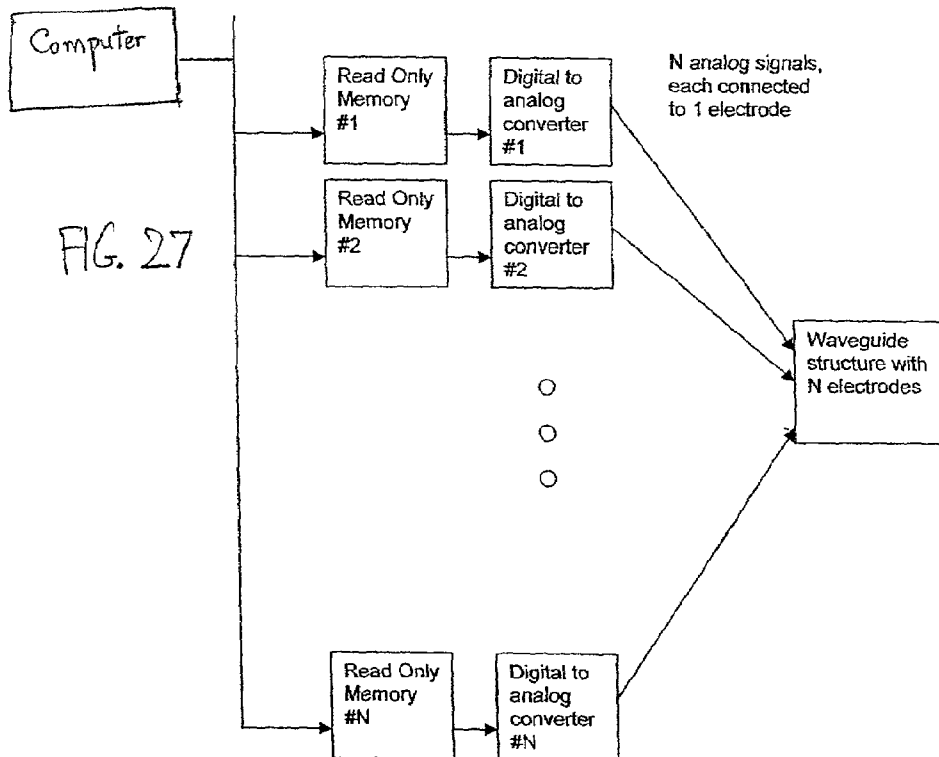 Computer
Read Only
Memory
#1
Digital to
analog
converter
#1
N analog signals,
each connected
to 1 electrode
Read Only
Memory
#2
Digital to
analog
converter
#2
FIG. 27
Waveguide
structure with
N electrodes
Read Only
Memory
#N
Digital to
analog
converter
#N